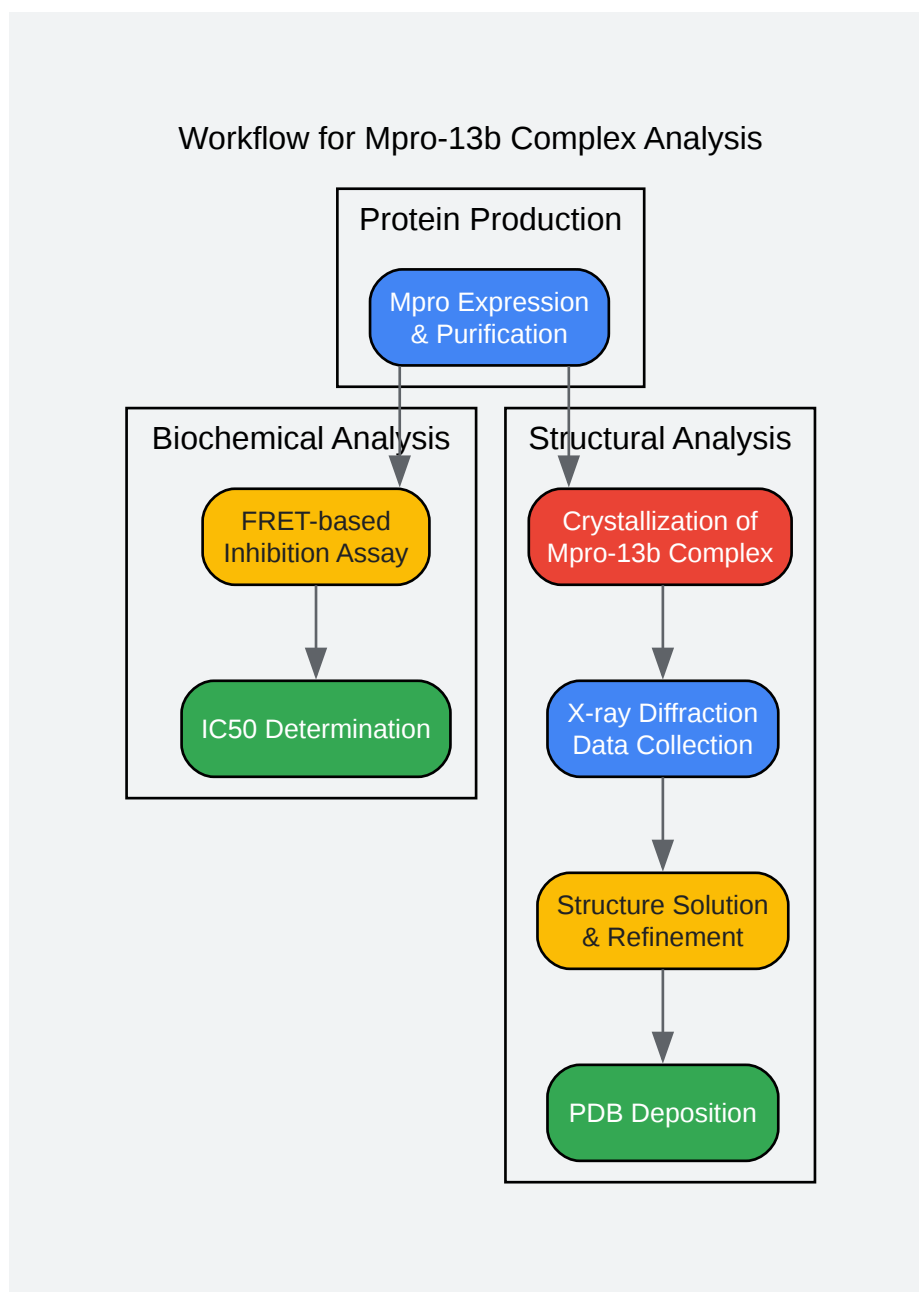 Workflow for Mpro-13b Complex Analysis
Protein Production
Mpro Expression
& Purification
Biochemical Analysis
FRET-based
Inhibition Assay
IC50 Determination
Structural Analysis
Crystallization of
Mpro-13b Complex
X-ray Diffraction
Data Collection
Structure Solution
& Refinement
PDB Deposition